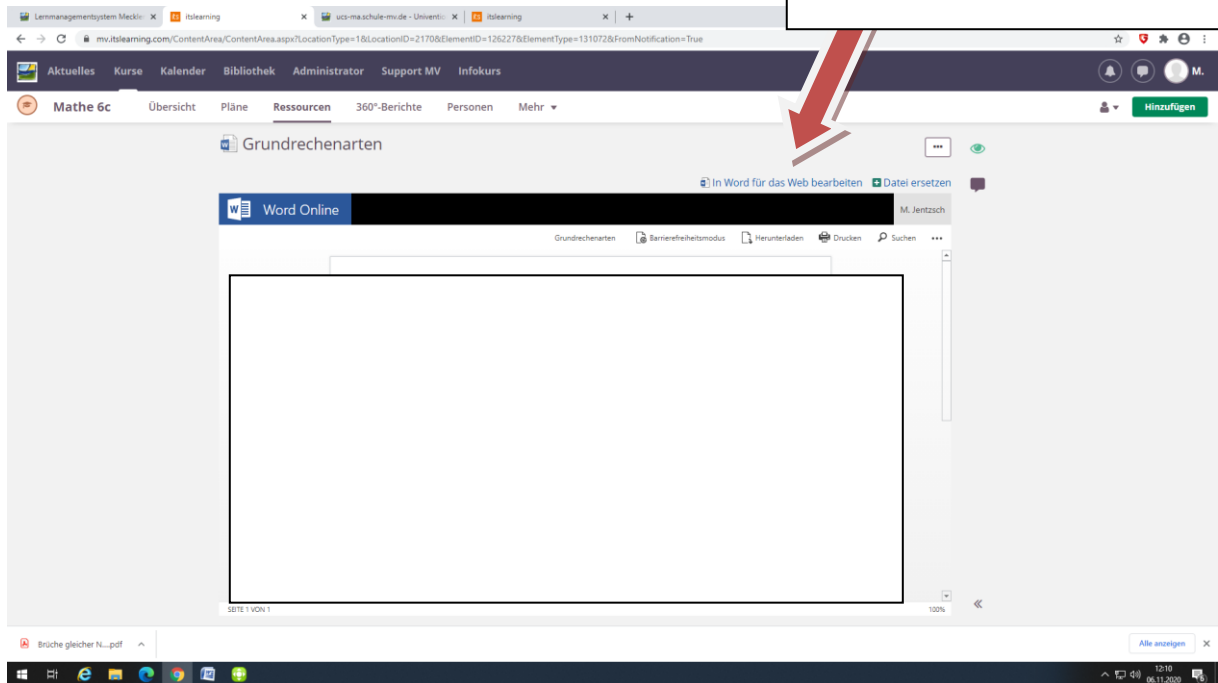 Lernmanagementsystem Meckle
itslearning
ucs-ma.schule-mv.de - Univentio
itslearning
mv.itslearning.com/ContentArea/ContentArea.aspx?LocationType=1&LocationID=2170&ElementID=126227&ElementType=131072&FromNotification=True
Aktuelles Kurse Kalender Bibliothek Administrator Support MV Infokurs M.
Mathe 6c Übersicht Pläne Ressourcen 360°-Berichte Personen Mehr Hinzufügen
Grundrechenarten
In Word für das Web bearbeiten Datei ersetzen
Word Online M. Jentzsch
Grundrechenarten Barrierefreiheitsmodus Herunterladen Drucken Suchen
SEITE 1 VON 1 100%
Brüche gleicher N....pdf Alle anzeigen
12:10
06.11.2020